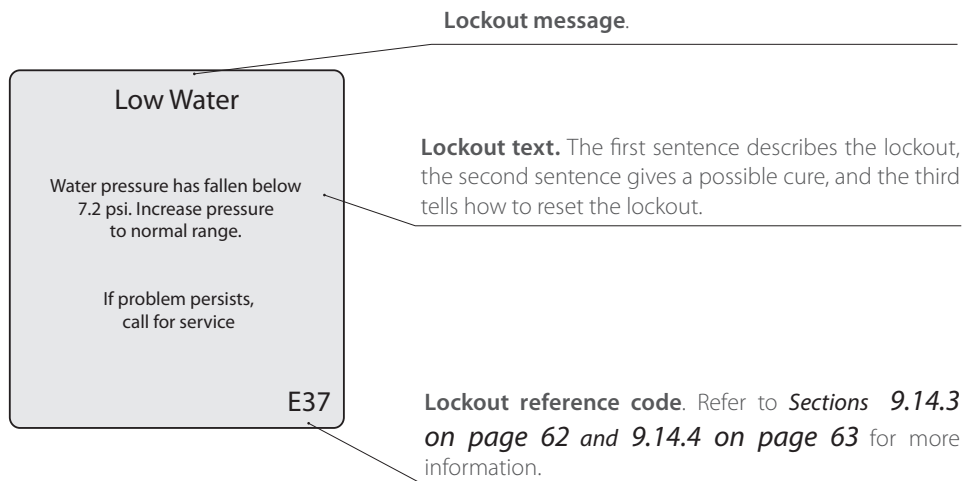 Lockout message.
Low Water
Water pressure has fallen below
7.2 psi. Increase pressure
to normal range.
If problem persists,
call for service
E37
Lockout text. The first sentence describes the lockout,
the second sentence gives a possible cure, and the third
tells how to reset the lockout.
Lockout reference code. Refer to Sections 9.14.3
on page 62 and 9.14.4 on page 63 for more
information.